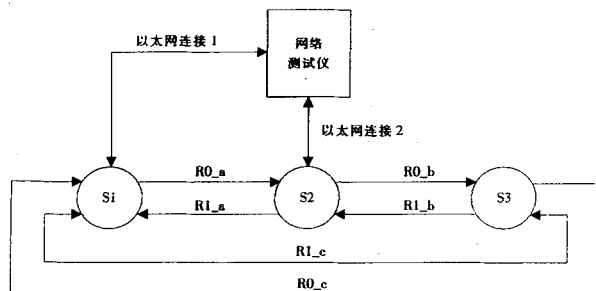 以太网连接 1
网络
测试仪
以太网连接 2
R0_a
R0_b
S1
S2
S3
R1_a
R1_b
R1_c
R0_c